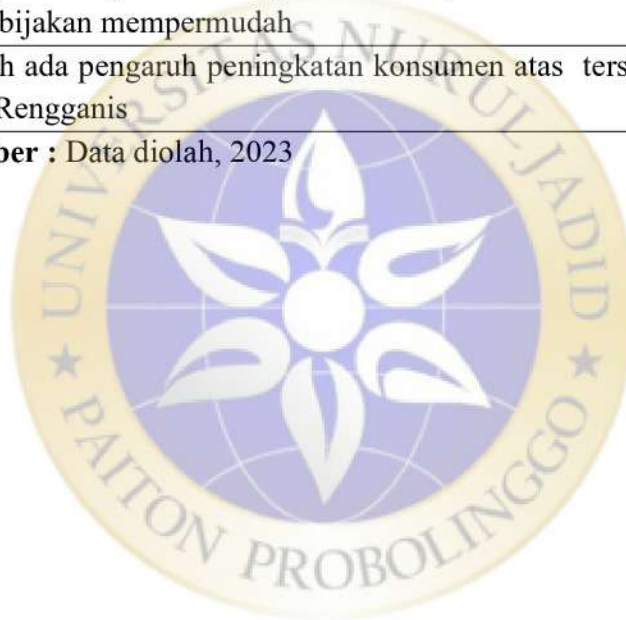 bijakan mempermudah
h ada pengaruh peningkatan konsumen atas ters
Rengganis
ber : Data diolah, 2023
UNIVERSITAS NURUL JADID
★ PAITON PROBOLINGGO ★